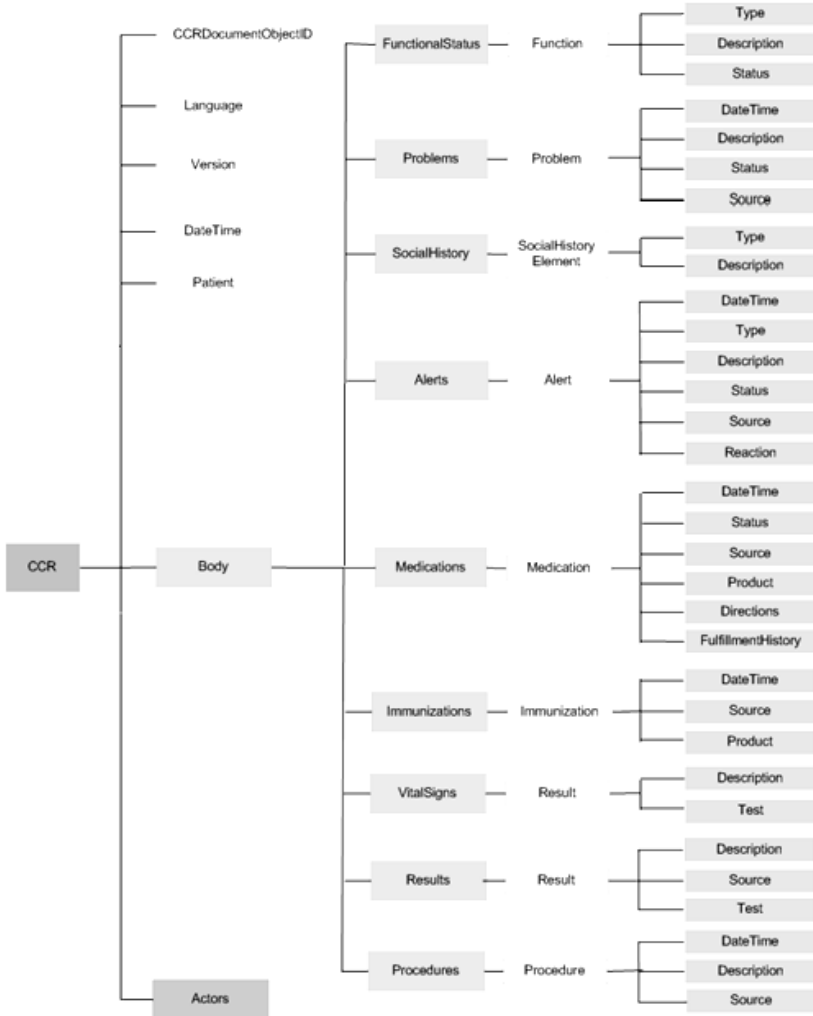 CCR
CCRDocumentObjectID
Language
Version
DateTime
Patient
Body
Actors
FunctionalStatus
Function
Type
Description
Status
Problems
Problem
DateTime
Description
Status
Source
SocialHistory
SocialHistory
Element
Type
Description
Alerts
Alert
DateTime
Type
Description
Status
Source
Reaction
Medications
Medication
DateTime
Status
Source
Product
Directions
FulfillmentHistory
Immunizations
Immunization
DateTime
Source
Product
VitalSigns
Result
Description
Test
Results
Result
Description
Source
Test
Procedures
Procedure
DateTime
Description
Source